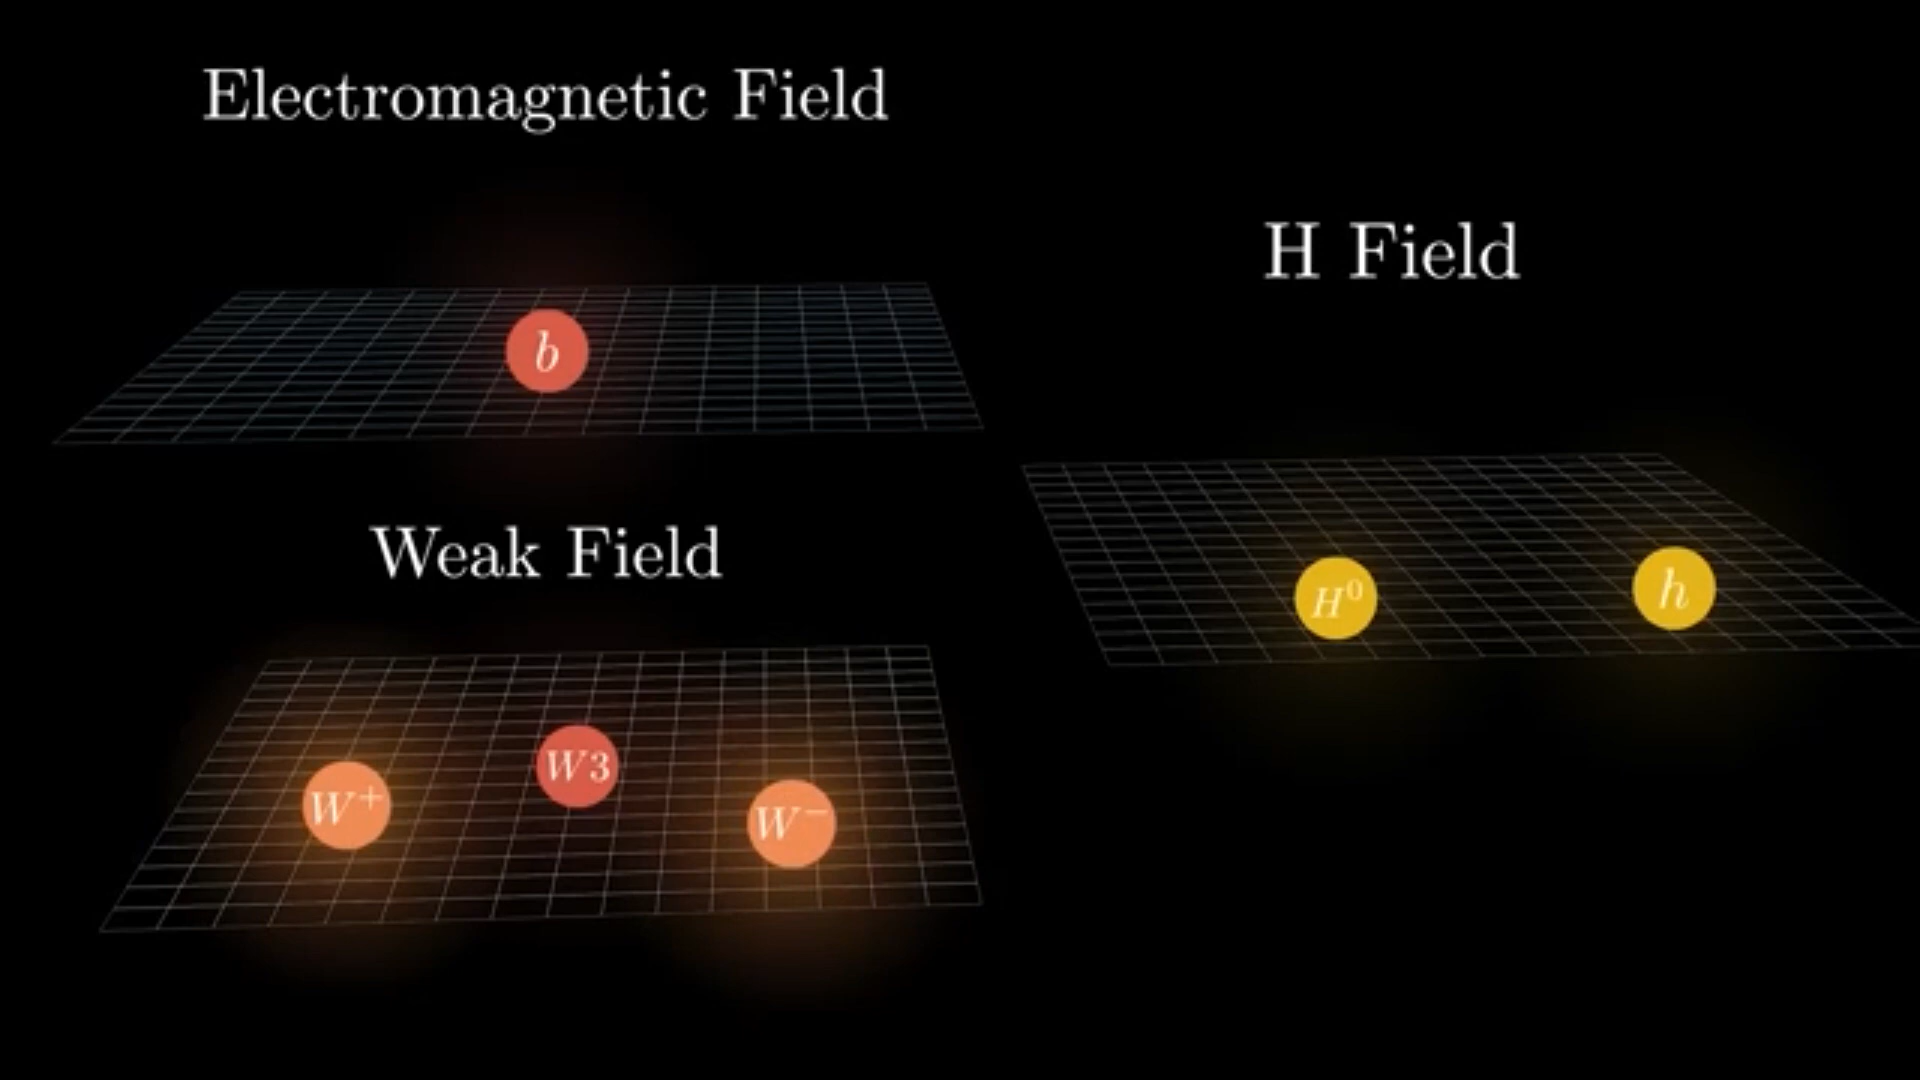 Electromagnetic Field
b
Weak Field
W⁺
W3
W⁻
H Field
H⁰
h